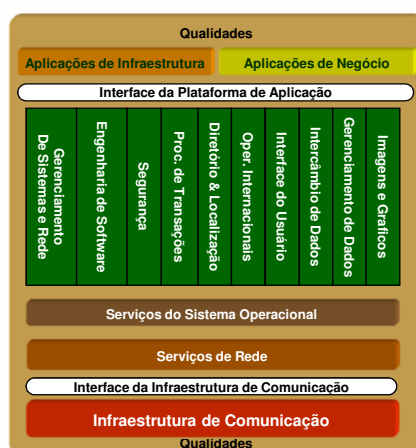 Qualidades
Aplicações de Infraestrutura
Aplicações de Negócio
Interface da Plataforma de Aplicação
Gerenciamento
De Sistemas e Rede
Engenharia de Software
Segurança
Proc. de Transações
Diretório & Localização
Oper. Internacionais
Interface do Usuário
Intercâmbio de Dados
Gerenciamento de Dados
Imagens e Graficos
Serviços do Sistema Operacional
Serviços de Rede
Interface da Infraestrutura de Comunicação
Infraestrutura de Comunicação
Qualidades